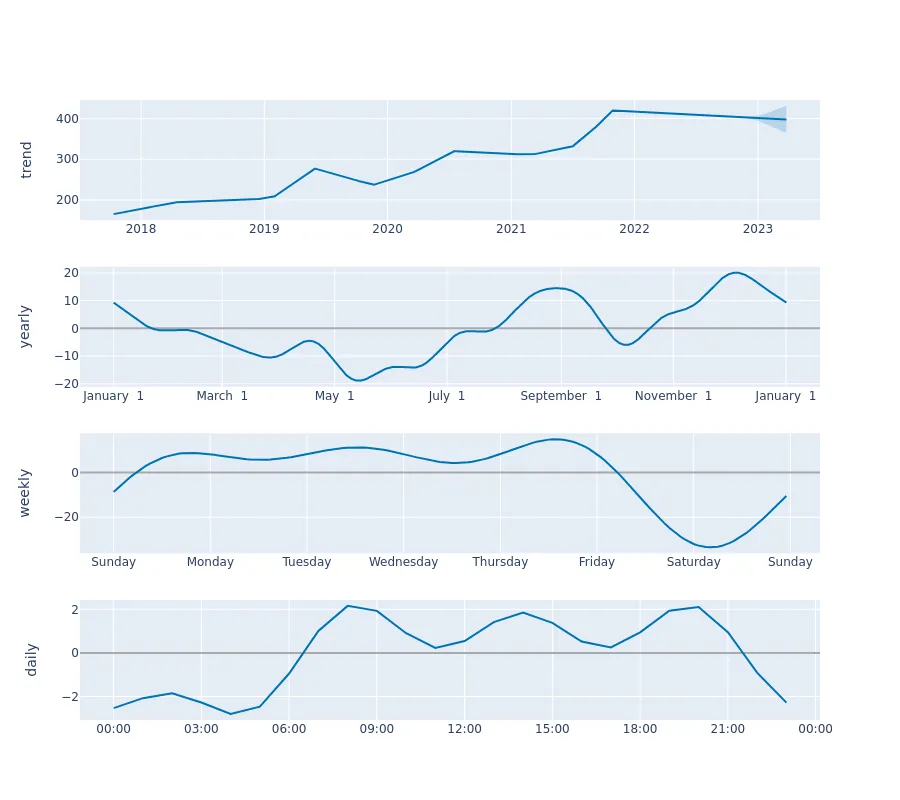 400
300
200
trend
2018 2019 2020 2021 2022 2023
20
10
0
−10
−20
yearly
January 1 March 1 May 1 July 1 September 1 November 1 January 1
0
−20
weekly
Sunday Monday Tuesday Wednesday Thursday Friday Saturday Sunday
2
0
−2
daily
00:00 03:00 06:00 09:00 12:00 15:00 18:00 21:00 00:00